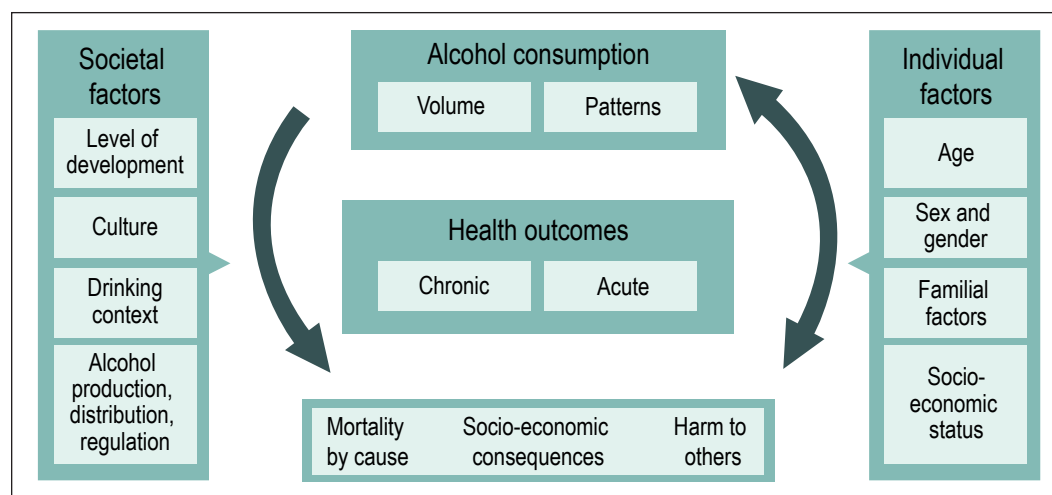 Societal
factors
Level of
development
Culture
Drinking
context
Alcohol
production,
distribution,
regulation
Alcohol consumption
Volume
Patterns
Health outcomes
Chronic
Acute
Mortality
by cause
Socio-economic
consequences
Harm to
others
Individual
factors
Age
Sex and
gender
Familial
factors
Socio-
economic
status